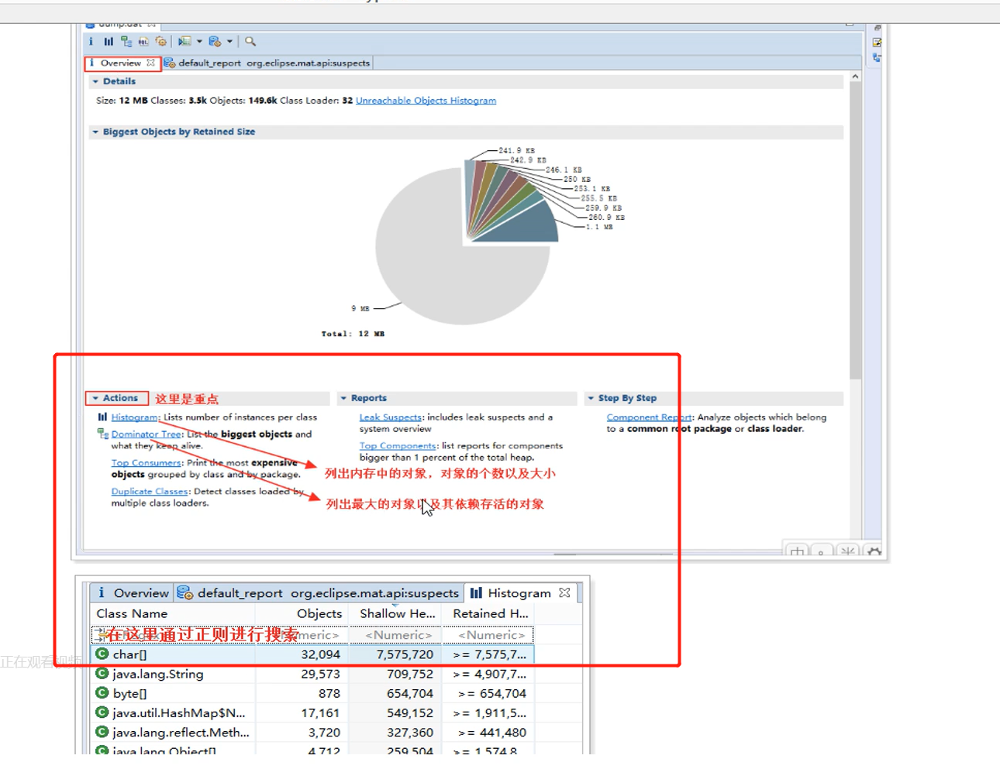 dump.dat
Overview default_report org.eclipse.mat.api:suspects
Details
Size: 12 MB Classes: 3.5k Objects: 149.6k Class Loader: 32 Unreachable Objects Histogram
Biggest Objects by Retained Size
241.9 KB
242.9 KB
246.1 KB
250 KB
253.1 KB
255.5 KB
259.9 KB
260.9 KB
1.1 MB
9 MB
Total: 12 MB
Actions 这里是重点
Histogram: Lists number of instances per class
Dominator Tree: List the biggest objects and
what they keep alive.
Top Consumers: Print the most expensive
objects grouped by class and by package.
Duplicate Classes: Detect classes loaded by
multiple class loaders.
Reports
Leak Suspects: includes leak suspects and a
system overview
Top Components: list reports for components
bigger than 1 percent of the total heap.
列出内存中的对象，对象的个数以及大小
列出最大的对象以及其依赖存活的对象
Step By Step
Component Report: Analyze objects which belong
to a common root package or class loader.
Overview default_report org.eclipse.mat.api:suspects Histogram
Class Name Objects Shallow He... Retained H...
在这里通过正则进行搜索 <Numeric> <Numeric>
char[] 32,094 7,575,720 >= 7,575,7...
正在观看视频
java.lang.String 29,573 709,752 >= 4,907,7...
byte[] 878 654,704 >= 654,704
java.util.HashMap$N... 17,161 549,152 >= 1,911,5...
java.lang.reflect.Meth... 3,720 327,360 >= 441,480
java.lang.Object[] 4,712 259,504 >= 1,574,8...